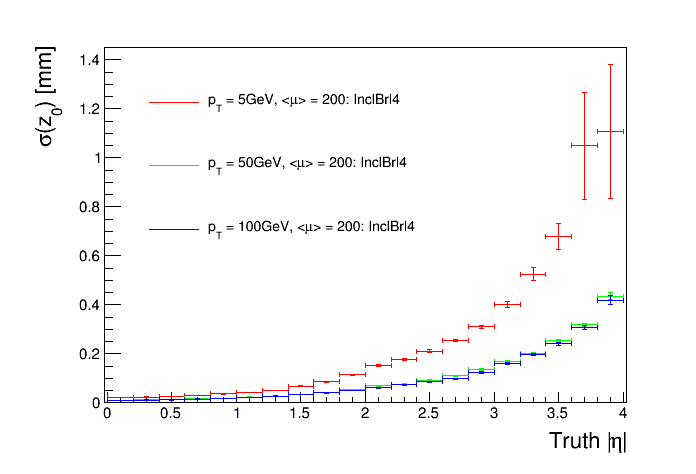 σ(z0) [mm]
1.4
1.2
1
0.8
0.6
0.4
0.2
0
pT = 5GeV, <μ> = 200: InclBrl4
pT = 50GeV, <μ> = 200: InclBrl4
pT = 100GeV, <μ> = 200: InclBrl4
0 0.5 1 1.5 2 2.5 3 3.5 4
Truth |η|